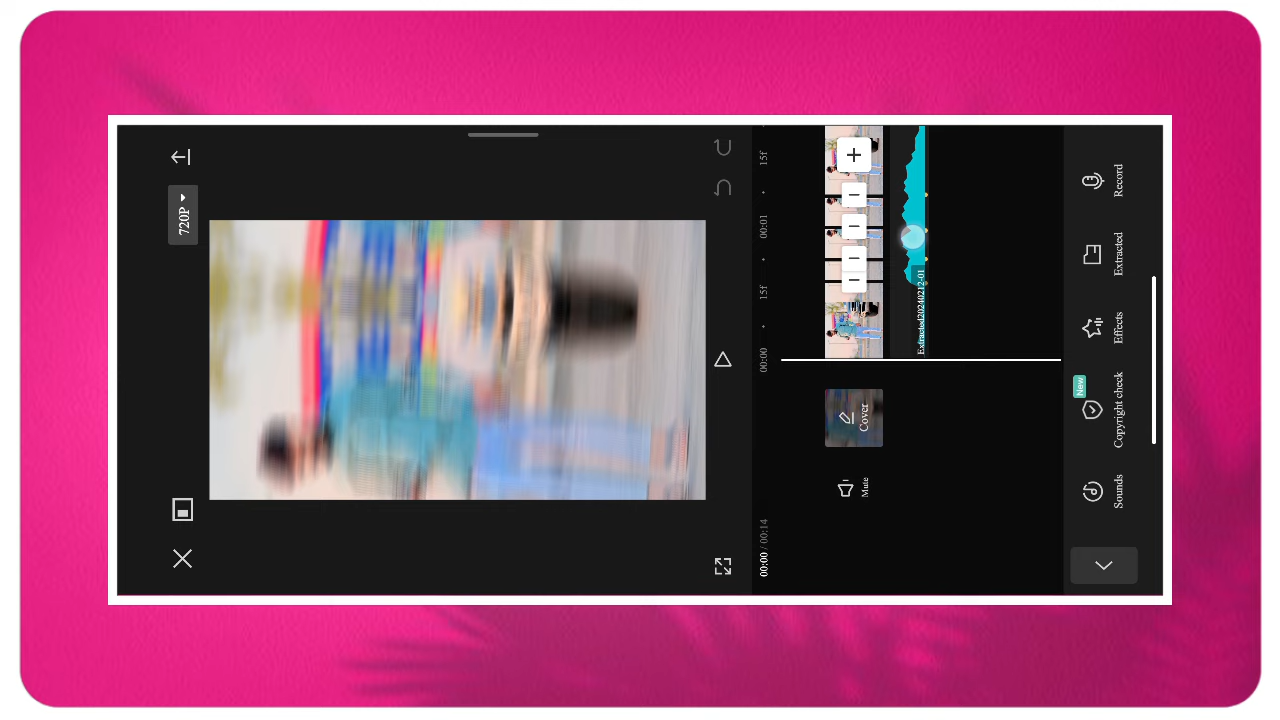 720P
00:00 / 00:14
00:00
15f
00:01
15f
Mute
Cover
Extracted20240212-01
Sounds
Copyright check
New
Effects
Extracted
Record